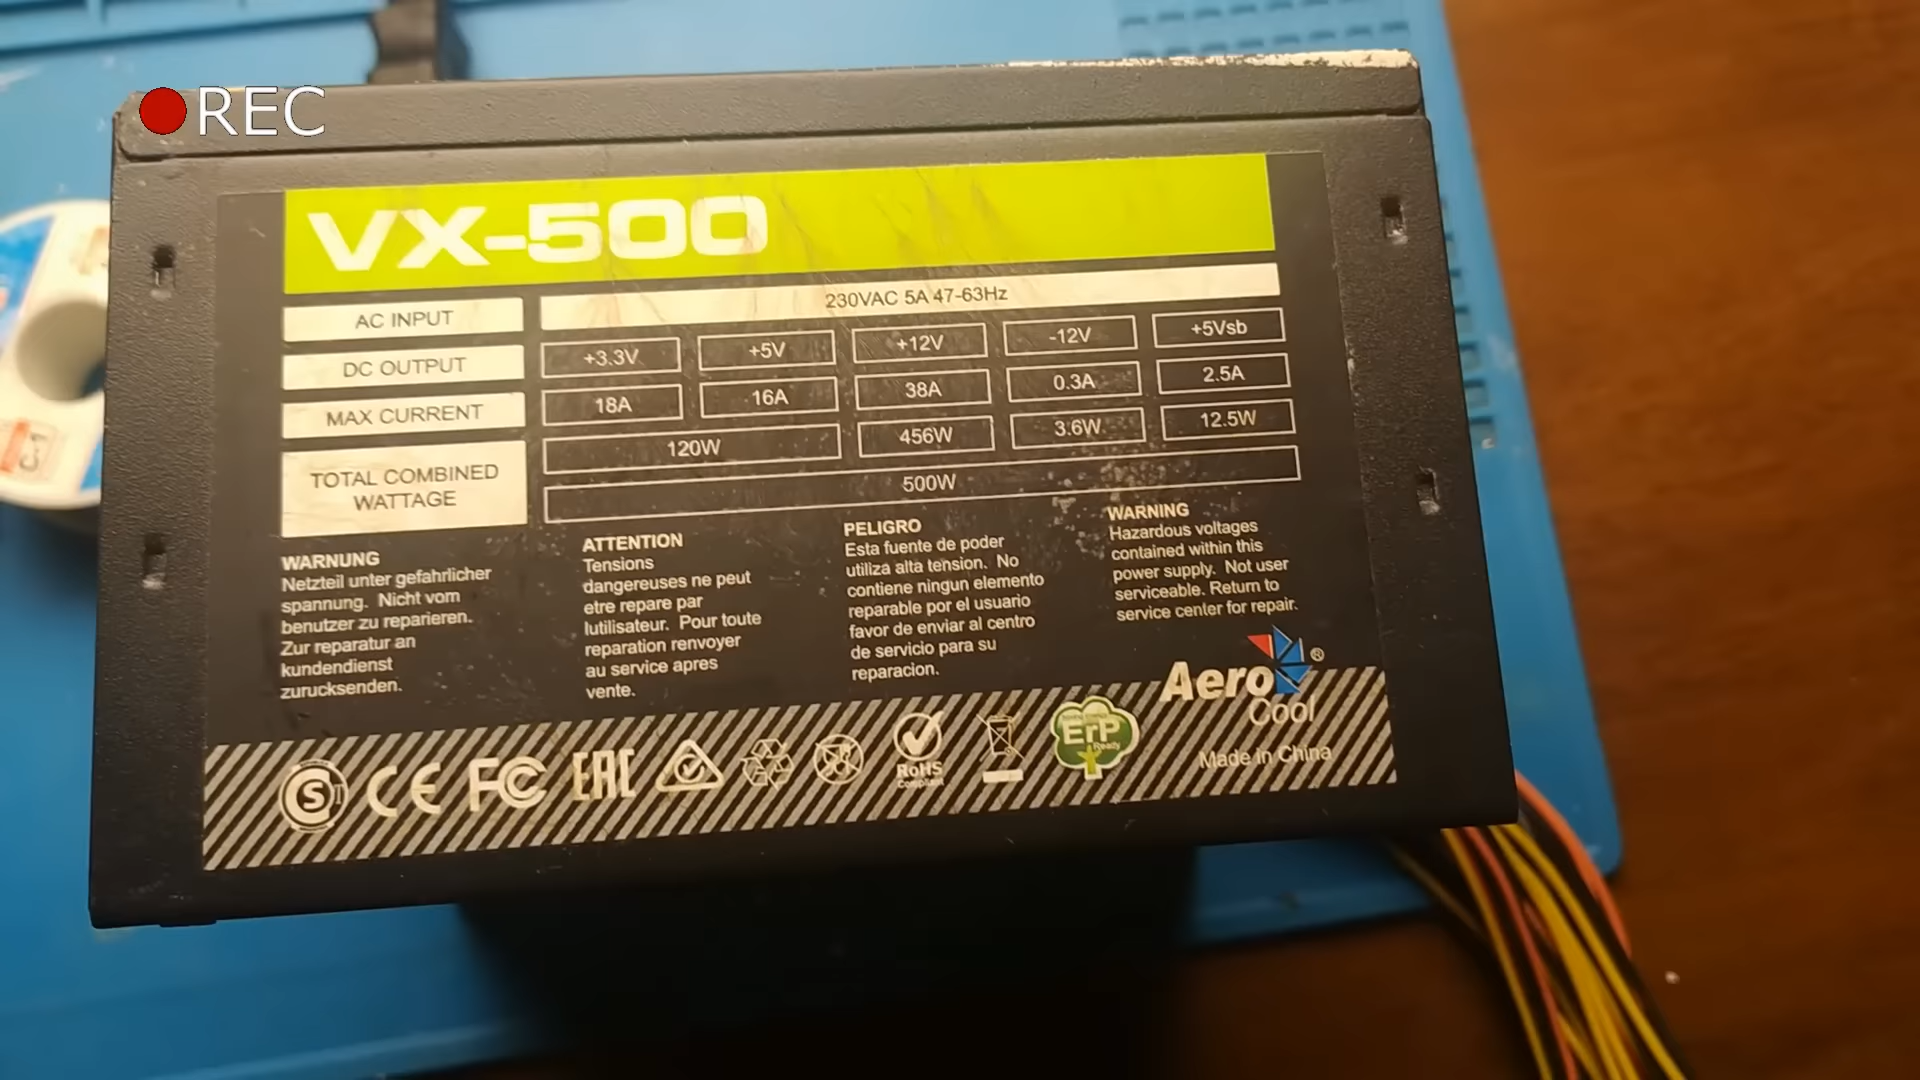 REC
VX-500
AC INPUT 230VAC 5A 47-63Hz
DC OUTPUT +3.3V +5V +12V -12V +5Vsb
MAX CURRENT 18A 16A 38A 0.3A 2.5A
TOTAL COMBINED WATTAGE 120W 456W 3.6W 12.5W
500W
WARNUNG
Netzteil unter gefahrlicher
spannung. Nicht vom
benutzer zu reparieren.
Zur reparatur an
kundendienst
zurucksenden.
ATTENTION
Tensions
dangereuses ne peut
etre repare par
lutilisateur. Pour toute
reparation renvoyer
au service apres
vente.
PELIGRO
Esta fuente de poder
utiliza alta tension. No
contiene ningun elemento
reparable por el usuario
favor de enviar al centro
de servicio para su
reparacion.
WARNING
Hazardous voltages
contained within this
power supply. Not user
serviceable. Return to
service center for repair.
Aero
Cool
®
Made in China
S
CE
FC
EAC
RoHS
Compliant
ErP
Ready
C-1